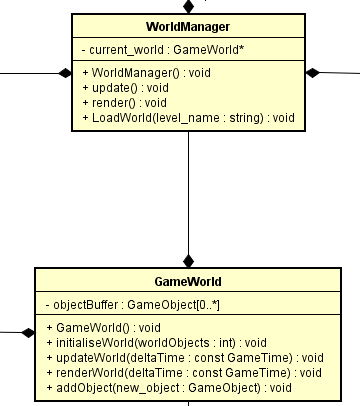 WorldManager
- current_world : GameWorld*
+ WorldManager() : void
+ update() : void
+ render() : void
+ LoadWorld(level_name : string) : void
GameWorld
- objectBuffer : GameObject[0..*]
+ GameWorld() : void
+ initialiseWorld(worldObjects : int) : void
+ updateWorld(deltaTime : const GameTime) : void
+ renderWorld(deltaTime : const GameTime) : void
+ addObject(new_object : GameObject) : void